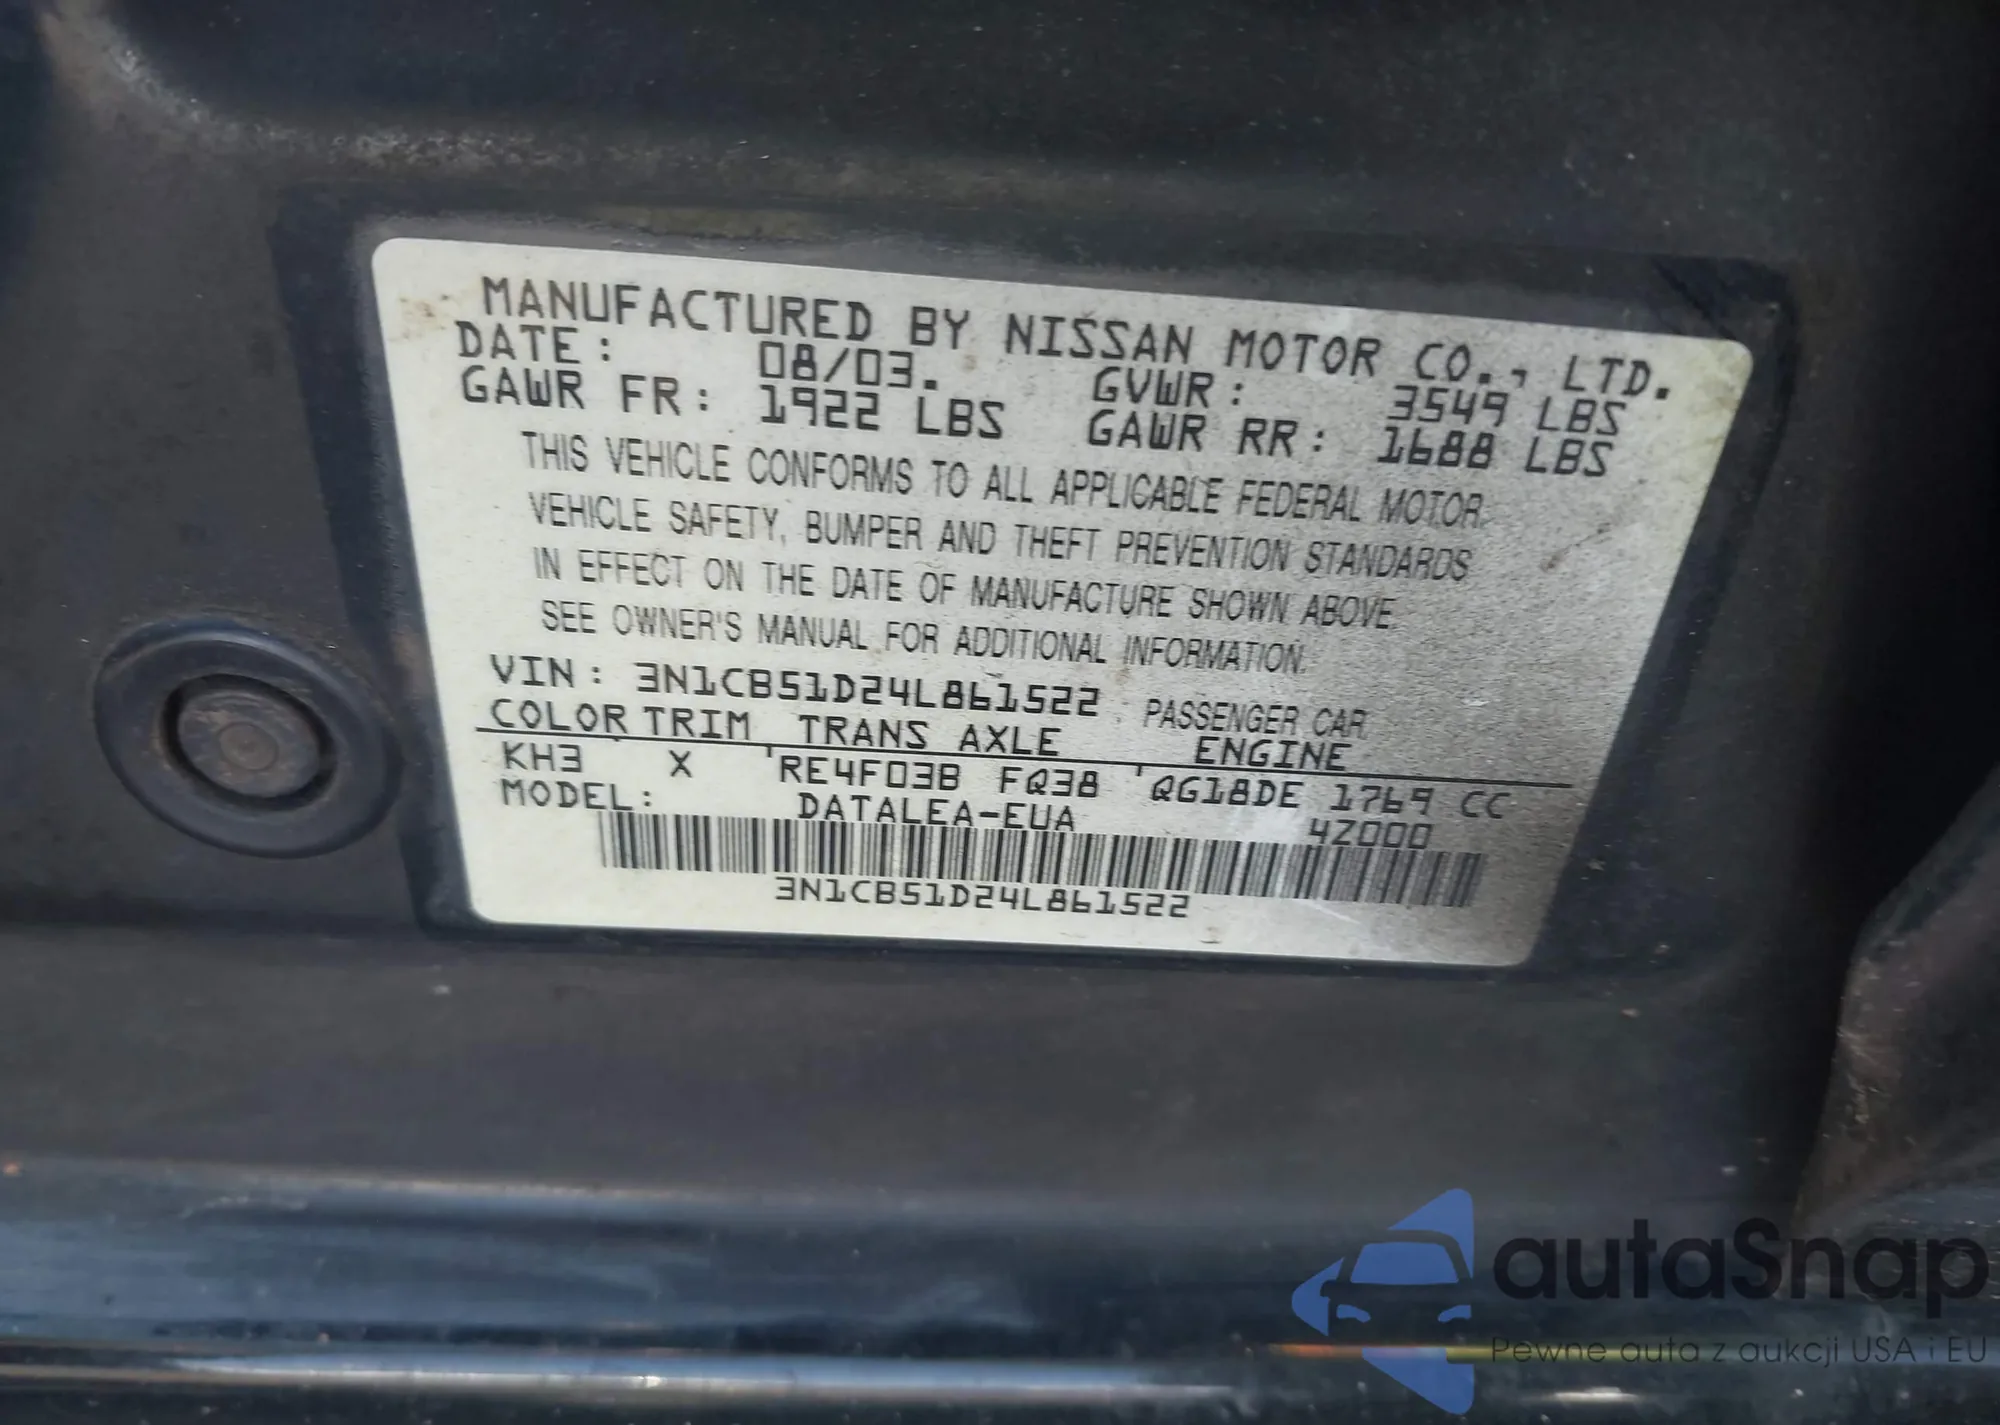 MANUFACTURED BY NISSAN MOTOR CO., LTD.
DATE: 08/03. GVWR: 3549 LBS
GAWR FR: 1922 LBS GAWR RR: 1688 LBS
THIS VEHICLE CONFORMS TO ALL APPLICABLE FEDERAL MOTOR
VEHICLE SAFETY, BUMPER AND THEFT PREVENTION STANDARDS
IN EFFECT ON THE DATE OF MANUFACTURE SHOWN ABOVE.
SEE OWNER'S MANUAL FOR ADDITIONAL INFORMATION.
VIN: 3N1CB51D24L861522 PASSENGER CAR
COLOR TRIM TRANS AXLE ENGINE
KH3 X RE4F03B FQ38 QG18DE 1769 CC
MODEL: DATALEA-EUA 4Z000
3N1CB51D24L861522
autaSnap
Pewne auta z aukcji USA i EU